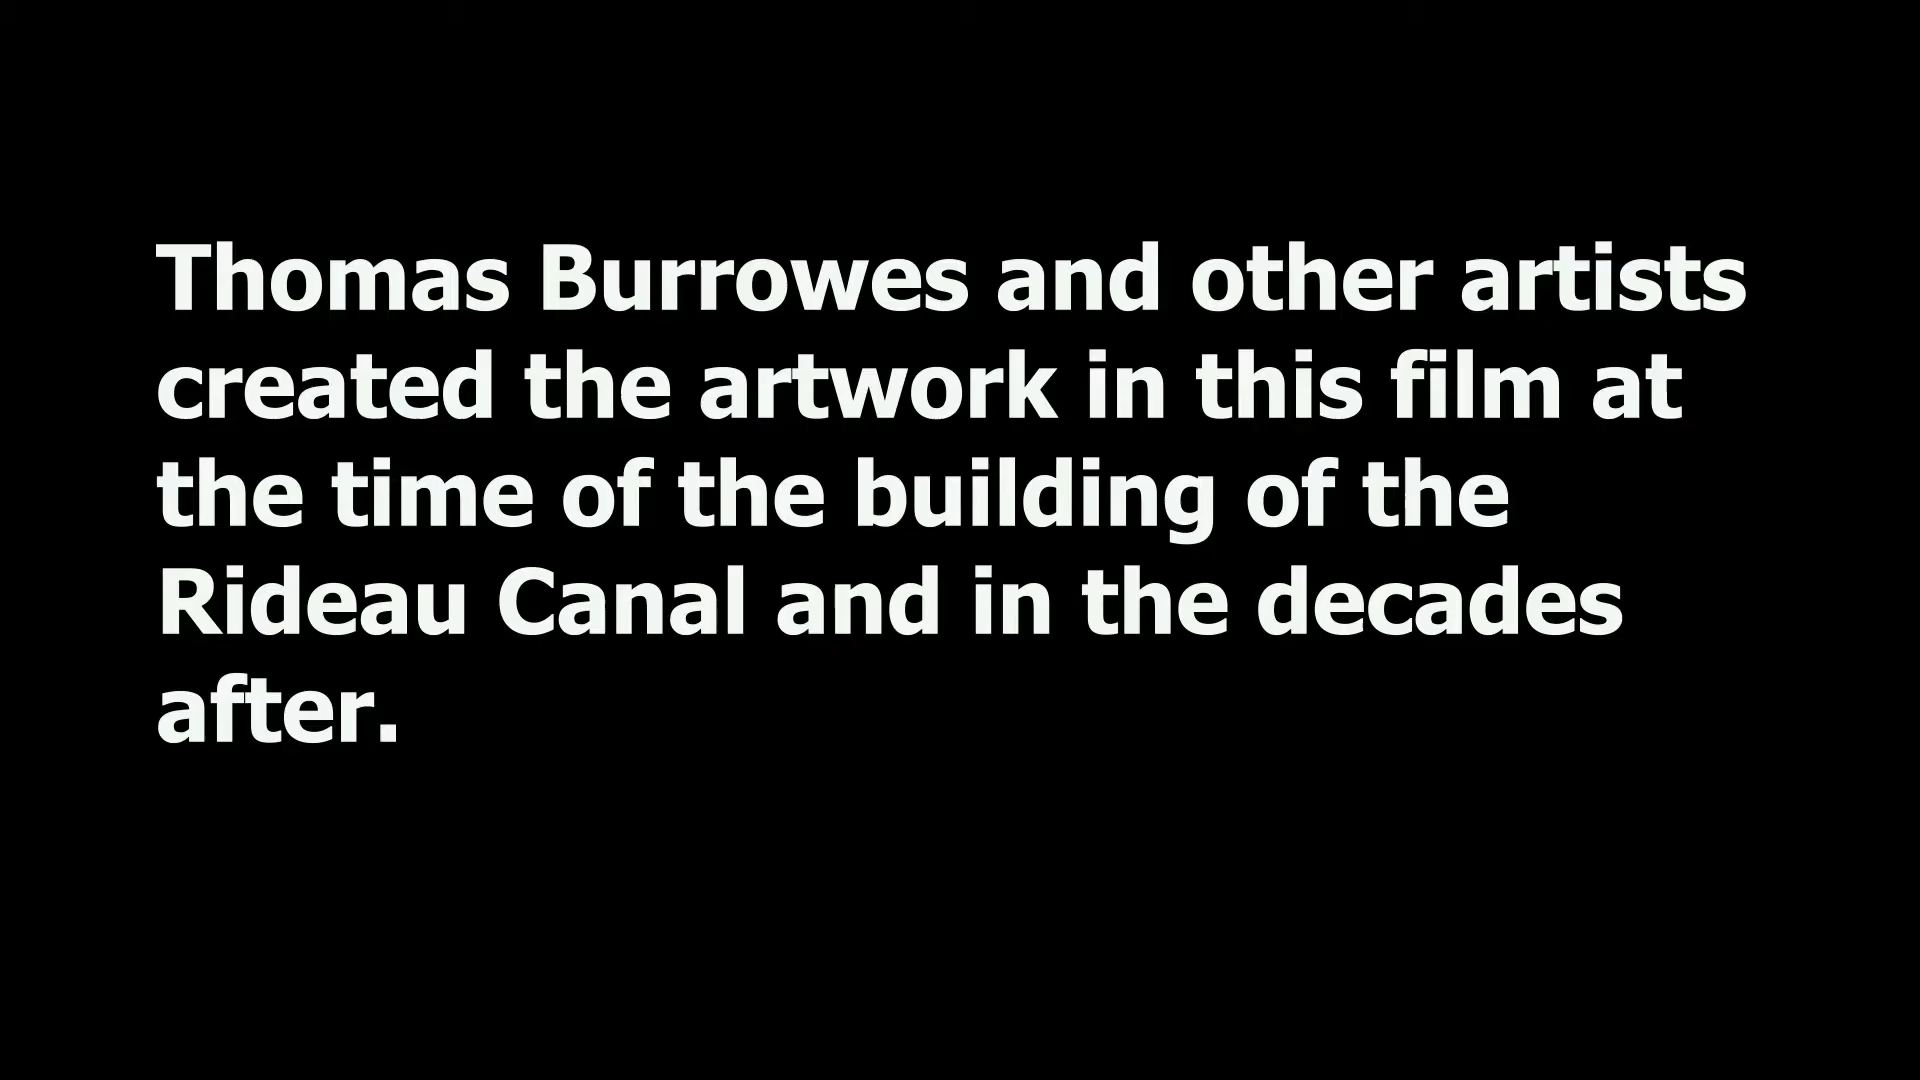 Thomas Burrowes and other artists
created the artwork in this film at
the time of the building of the
Rideau Canal and in the decades
after.